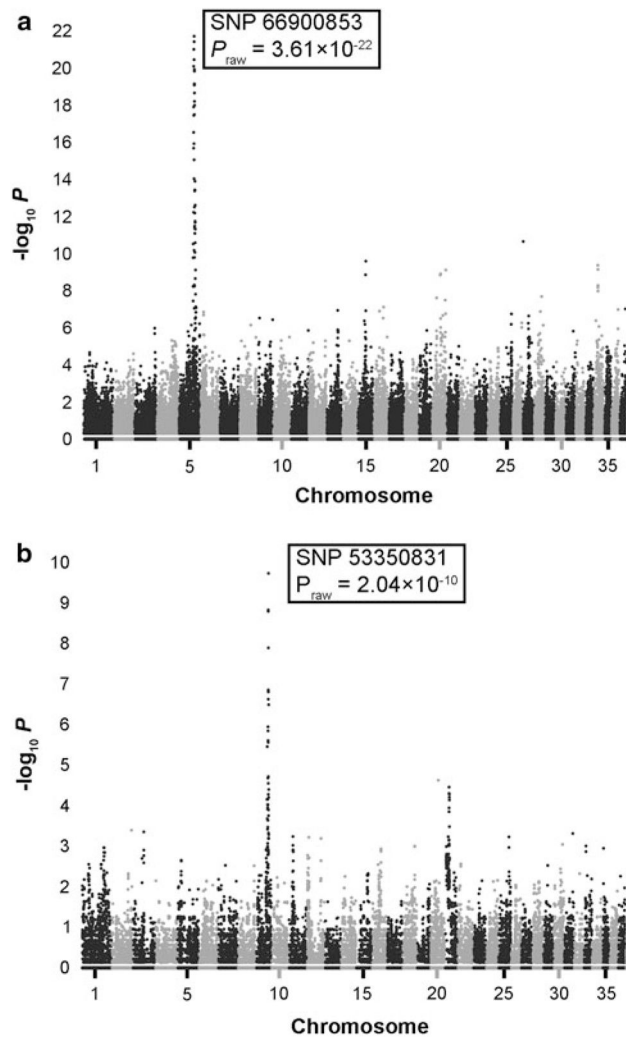 a
SNP 66900853
P_raw = 3.61×10⁻²²
22
20
18
16
14
12
10
8
6
4
2
0
-log₁₀ P
1 5 10 15 20 25 30 35
Chromosome
b
SNP 53350831
P_raw = 2.04×10⁻¹⁰
10
9
8
7
6
5
4
3
2
1
0
-log₁₀ P
1 5 10 15 20 25 30 35
Chromosome